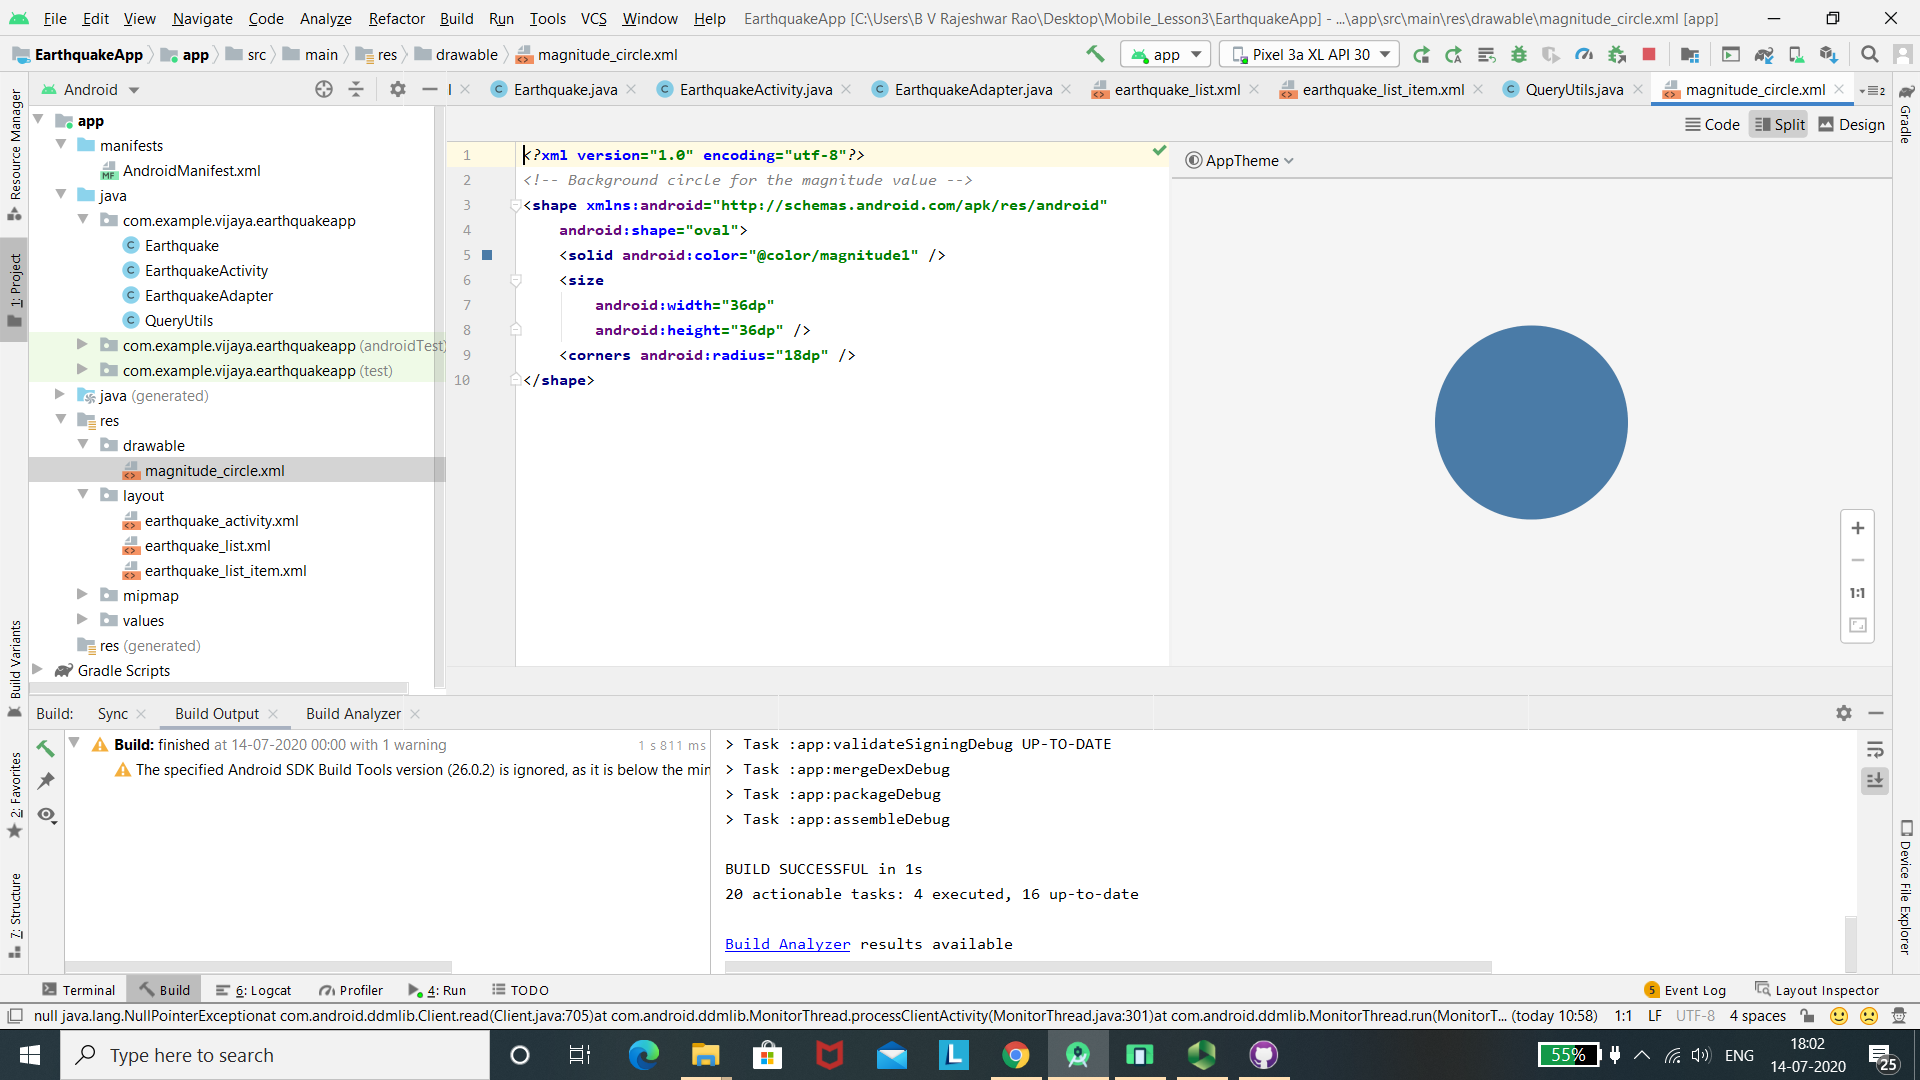 File Edit View Navigate Code Analyze Refactor Build Run Tools VCS Window Help EarthquakeApp [C:\Users\B V Rajeshwar Rao\Desktop\Mobile_Lesson3\EarthquakeApp] - ...\app\src\main\res\drawable\magnitude_circle.xml [app]
EarthquakeApp app src main res drawable magnitude_circle.xml app Pixel 3a XL API 30
Android Earthquake.java EarthquakeActivity.java EarthquakeAdapter.java earthquake_list.xml earthquake_list_item.xml QueryUtils.java magnitude_circle.xml 2
Code Split Design
AppTheme
Resource Manager
1: Project
Build Variants
2: Favorites
7: Structure
Gradle
Device File Explorer
app
manifests
AndroidManifest.xml
java
com.example.vijaya.earthquakeapp
Earthquake
EarthquakeActivity
EarthquakeAdapter
QueryUtils
com.example.vijaya.earthquakeapp (androidTest)
com.example.vijaya.earthquakeapp (test)
java (generated)
res
drawable
magnitude_circle.xml
layout
earthquake_activity.xml
earthquake_list.xml
earthquake_list_item.xml
mipmap
values
res (generated)
Gradle Scripts
1 <?xml version="1.0" encoding="utf-8"?>
2 <!-- Background circle for the magnitude value -->
3 <shape xmlns:android="http://schemas.android.com/apk/res/android"
4 android:shape="oval">
5 <solid android:color="@color/magnitude1" />
6 <size
7 android:width="36dp"
8 android:height="36dp" />
9 <corners android:radius="18dp" />
10 </shape>
1:1
Build: Sync Build Output Build Analyzer
Build: finished at 14-07-2020 00:00 with 1 warning 1 s 811 ms
The specified Android SDK Build Tools version (26.0.2) is ignored, as it is below the min
> Task :app:validateSigningDebug UP-TO-DATE
> Task :app:mergeDexDebug
> Task :app:packageDebug
> Task :app:assembleDebug
BUILD SUCCESSFUL in 1s
20 actionable tasks: 4 executed, 16 up-to-date
Build Analyzer results available
Terminal Build 6: Logcat Profiler 4: Run TODO 5 Event Log Layout Inspector
null java.lang.NullPointerExceptionat com.android.ddmlib.Client.read(Client.java:705)at com.android.ddmlib.MonitorThread.processClientActivity(MonitorThread.java:301)at com.android.ddmlib.MonitorThread.run(MonitorT... (today 10:58) 1:1 LF UTF-8 4 spaces
Type here to search 55% ENG 18:02
14-07-2020 25